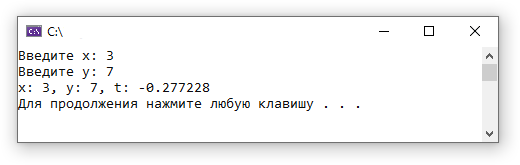 C:\
Введите x: 3
Введите y: 7
x: 3, y: 7, t: -0.277228
Для продолжения нажмите любую клавишу . . .